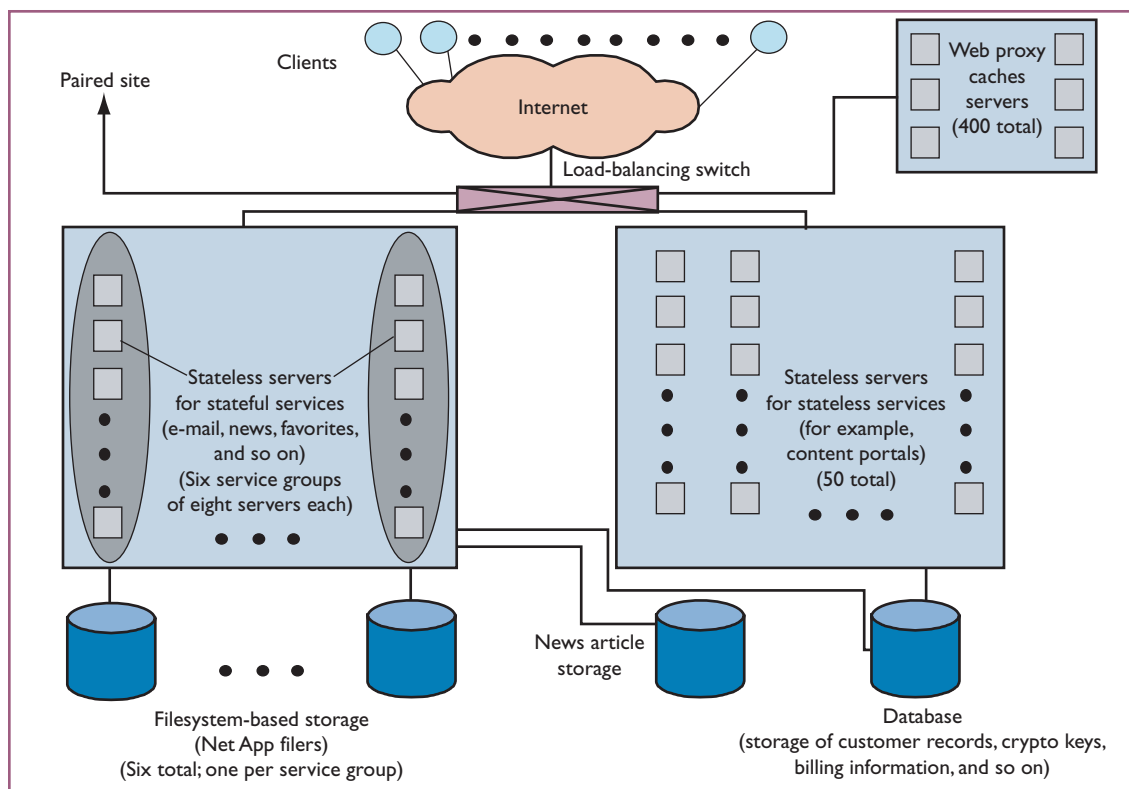 Clients
Web proxy
caches
servers
(400 total)
Paired site
Internet
Load-balancing switch
Stateless servers
for stateful services
(e-mail, news, favorites,
and so on)
(Six service groups
of eight servers each)
Stateless servers
for stateless services
(for example,
content portals)
(50 total)
News article
storage
Filesystem-based storage
(Net App filers)
(Six total; one per service group)
Database
(storage of customer records, crypto keys,
billing information, and so on)